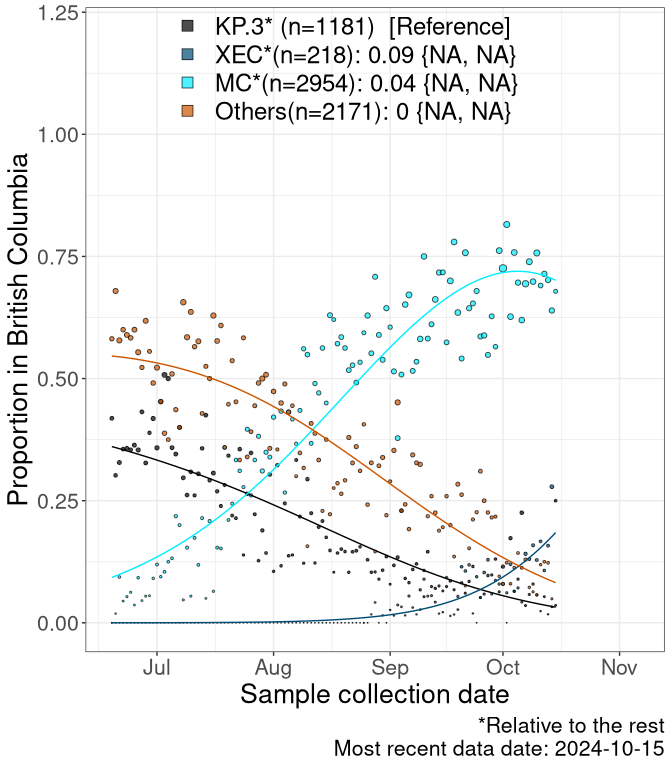 KP.3* (n=1181)  [Reference]
XEC*(n=218): 0.09 {NA, NA}
MC*(n=2954): 0.04 {NA, NA}
Others(n=2171): 0 {NA, NA}
1.25
1.00
0.75
0.50
0.25
0.00
Proportion in British Columbia
Jul Aug Sep Oct Nov
Sample collection date
*Relative to the rest
Most recent data date: 2024-10-15